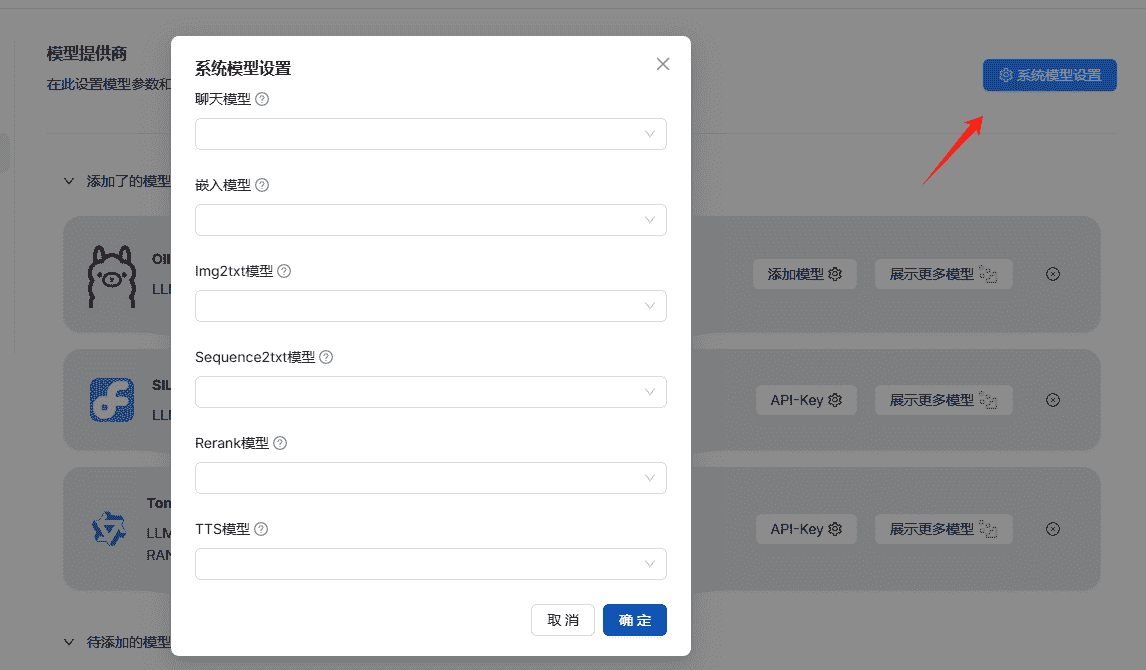 模型提供商
在此设置模型参数和
系统模型设置
添加了的模型
系统模型设置
聊天模型
嵌入模型
Img2txt模型
Sequence2txt模型
Rerank模型
TTS模型
取消
确定
添加模型
展示更多模型
SIL
API-Key
展示更多模型
Ton
LLM
RAN
API-Key
展示更多模型
待添加的模型